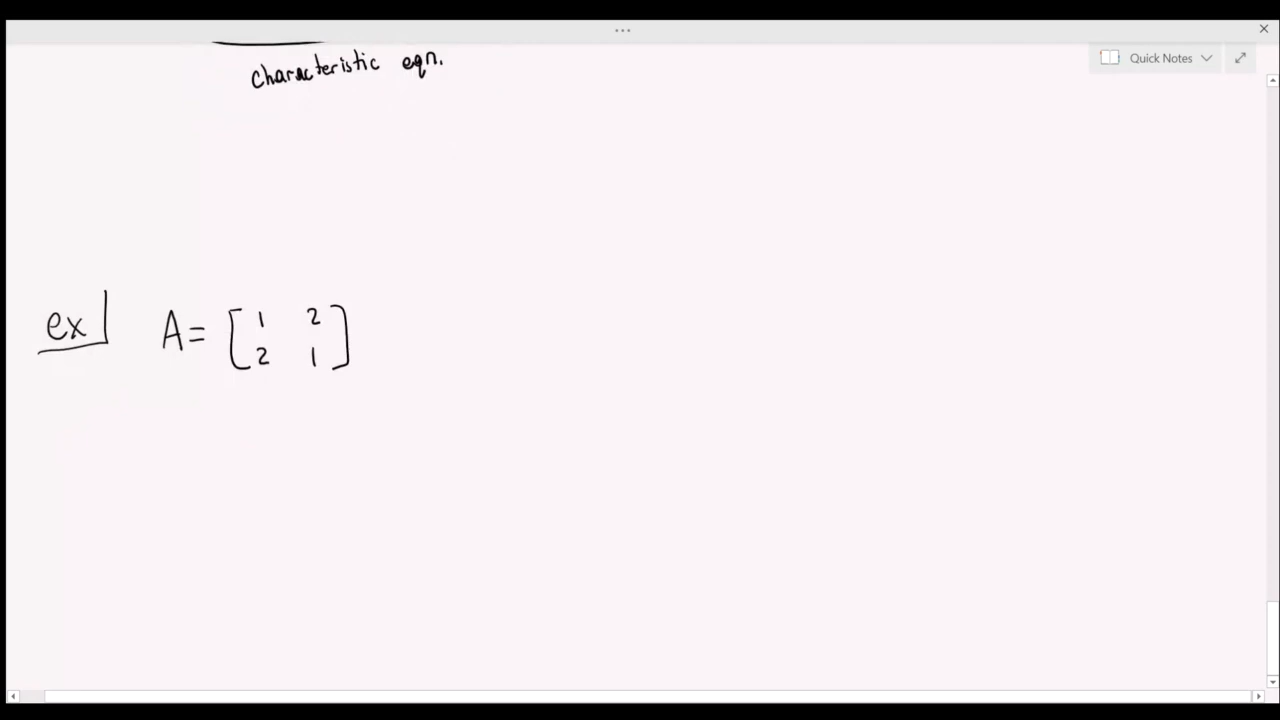 characteristic eqn.
Quick Notes
ex
A = [ 1 2
2 1 ]